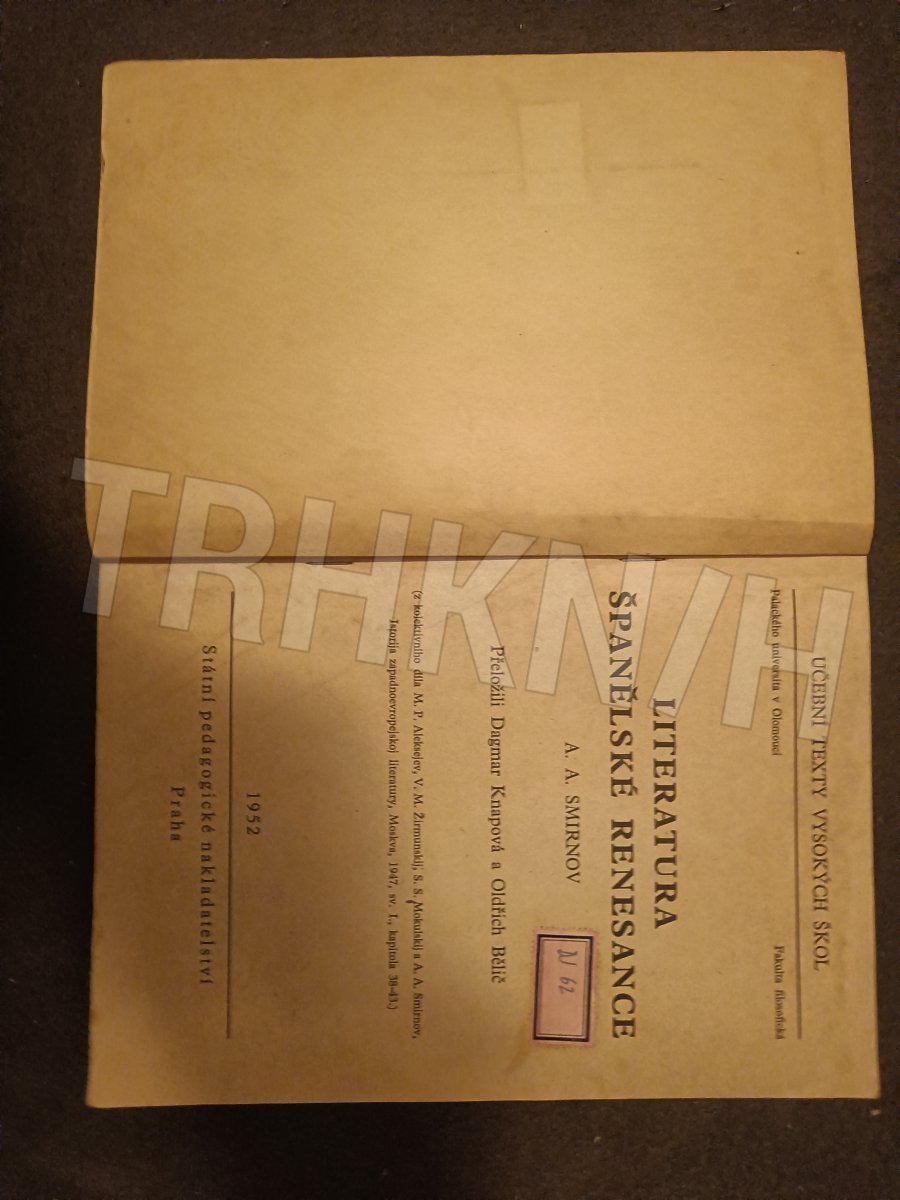 UČEBNÍ TEXTY VYSOKÝCH ŠKOL
Palackého universita v Olomouci Fakulta filosofická
LITERATURA
ŠPANĚLSKÉ RENESANCE
A. A. SMIRNOV
N 62
Přeložili Dagmar Knapová a Oldřich Bělič
(z kolektivního díla M. P. Aleksejev, V. M. Žirmunskij, S. S. Mokulskij a A. A. Smirnov,
Istorija zapadnoevropejskoj literatury, Moskva, 1947, sv. I., kapitola 38-43.)
1952
Státní pedagogické nakladatelství
Praha
TRHKNIH